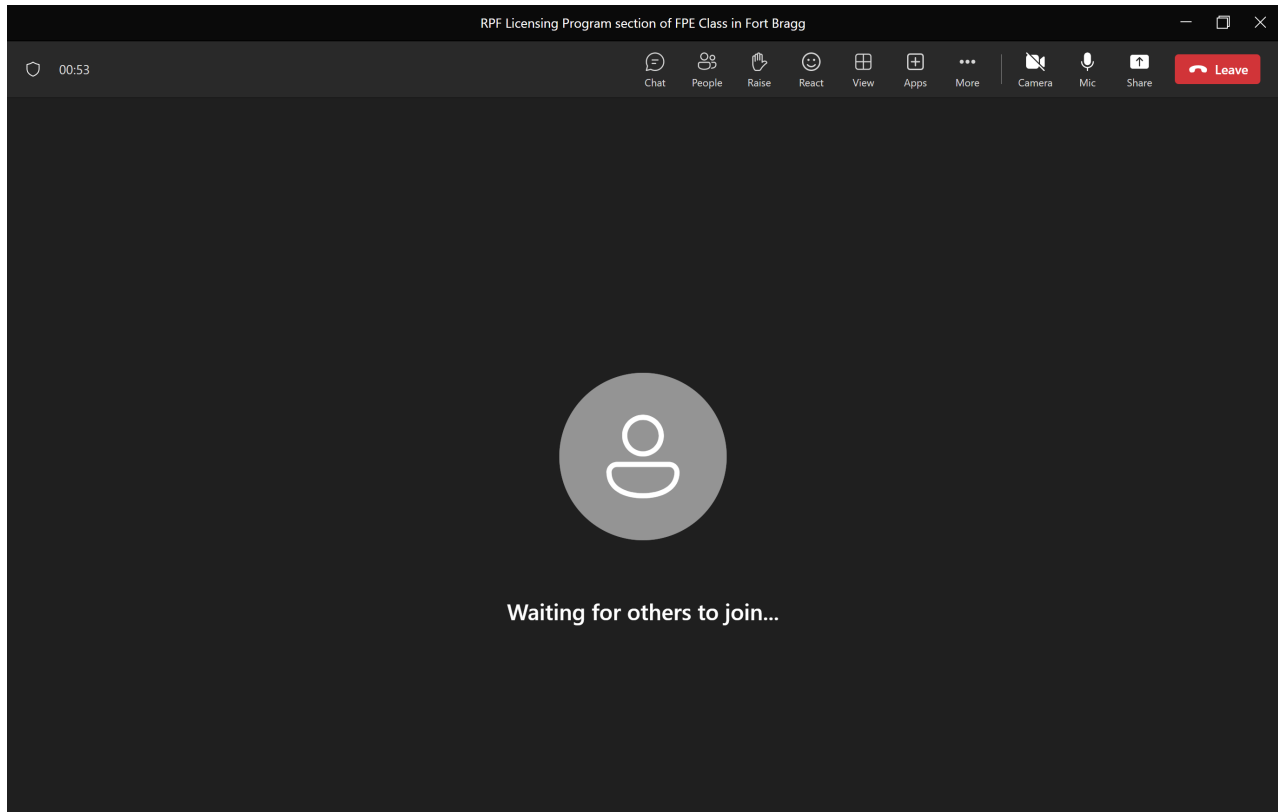 RPF Licensing Program section of FPE Class in Fort Bragg
00:53
Chat People Raise React View Apps More Camera Mic Share Leave
Waiting for others to join...